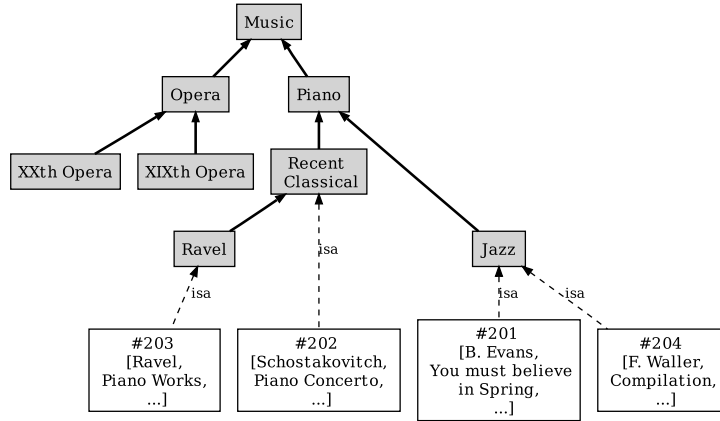 Music
Opera
Piano
XXth Opera
XIXth Opera
Recent
Classical
Ravel
isa
Jazz
isa
isa
isa
isa
#203
[Ravel,
Piano Works,
...]
#202
[Schostakovitch,
Piano Concerto,
...]
#201
[B. Evans,
You must believe
in Spring,
...]
#204
[F. Waller,
Compilation,
...]